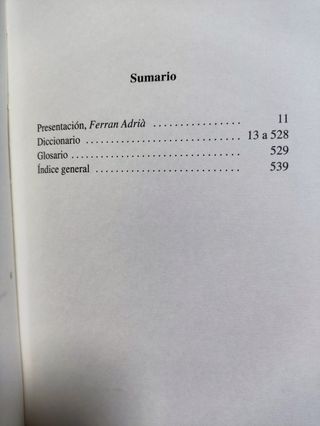 Sumario
Presentación, Ferran Adrià ................ 11
Diccionario ............................. 13 a 528
Glosario ................................ 529
Índice general ........................... 539